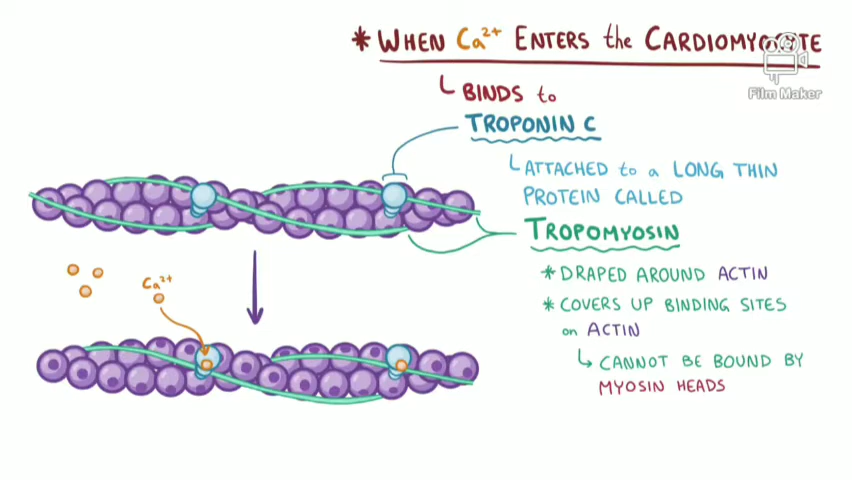 * WHEN Ca²⁺ ENTERS the CARDIOMYOCYTE
Film Maker
BINDS to
TROPONIN C
ATTACHED to a LONG THIN
PROTEIN CALLED
TROPOMYOSIN
* DRAPED AROUND ACTIN
* COVERS UP BINDING SITES
on ACTIN
↳ CANNOT BE BOUND BY
MYOSIN HEADS
Ca²⁺